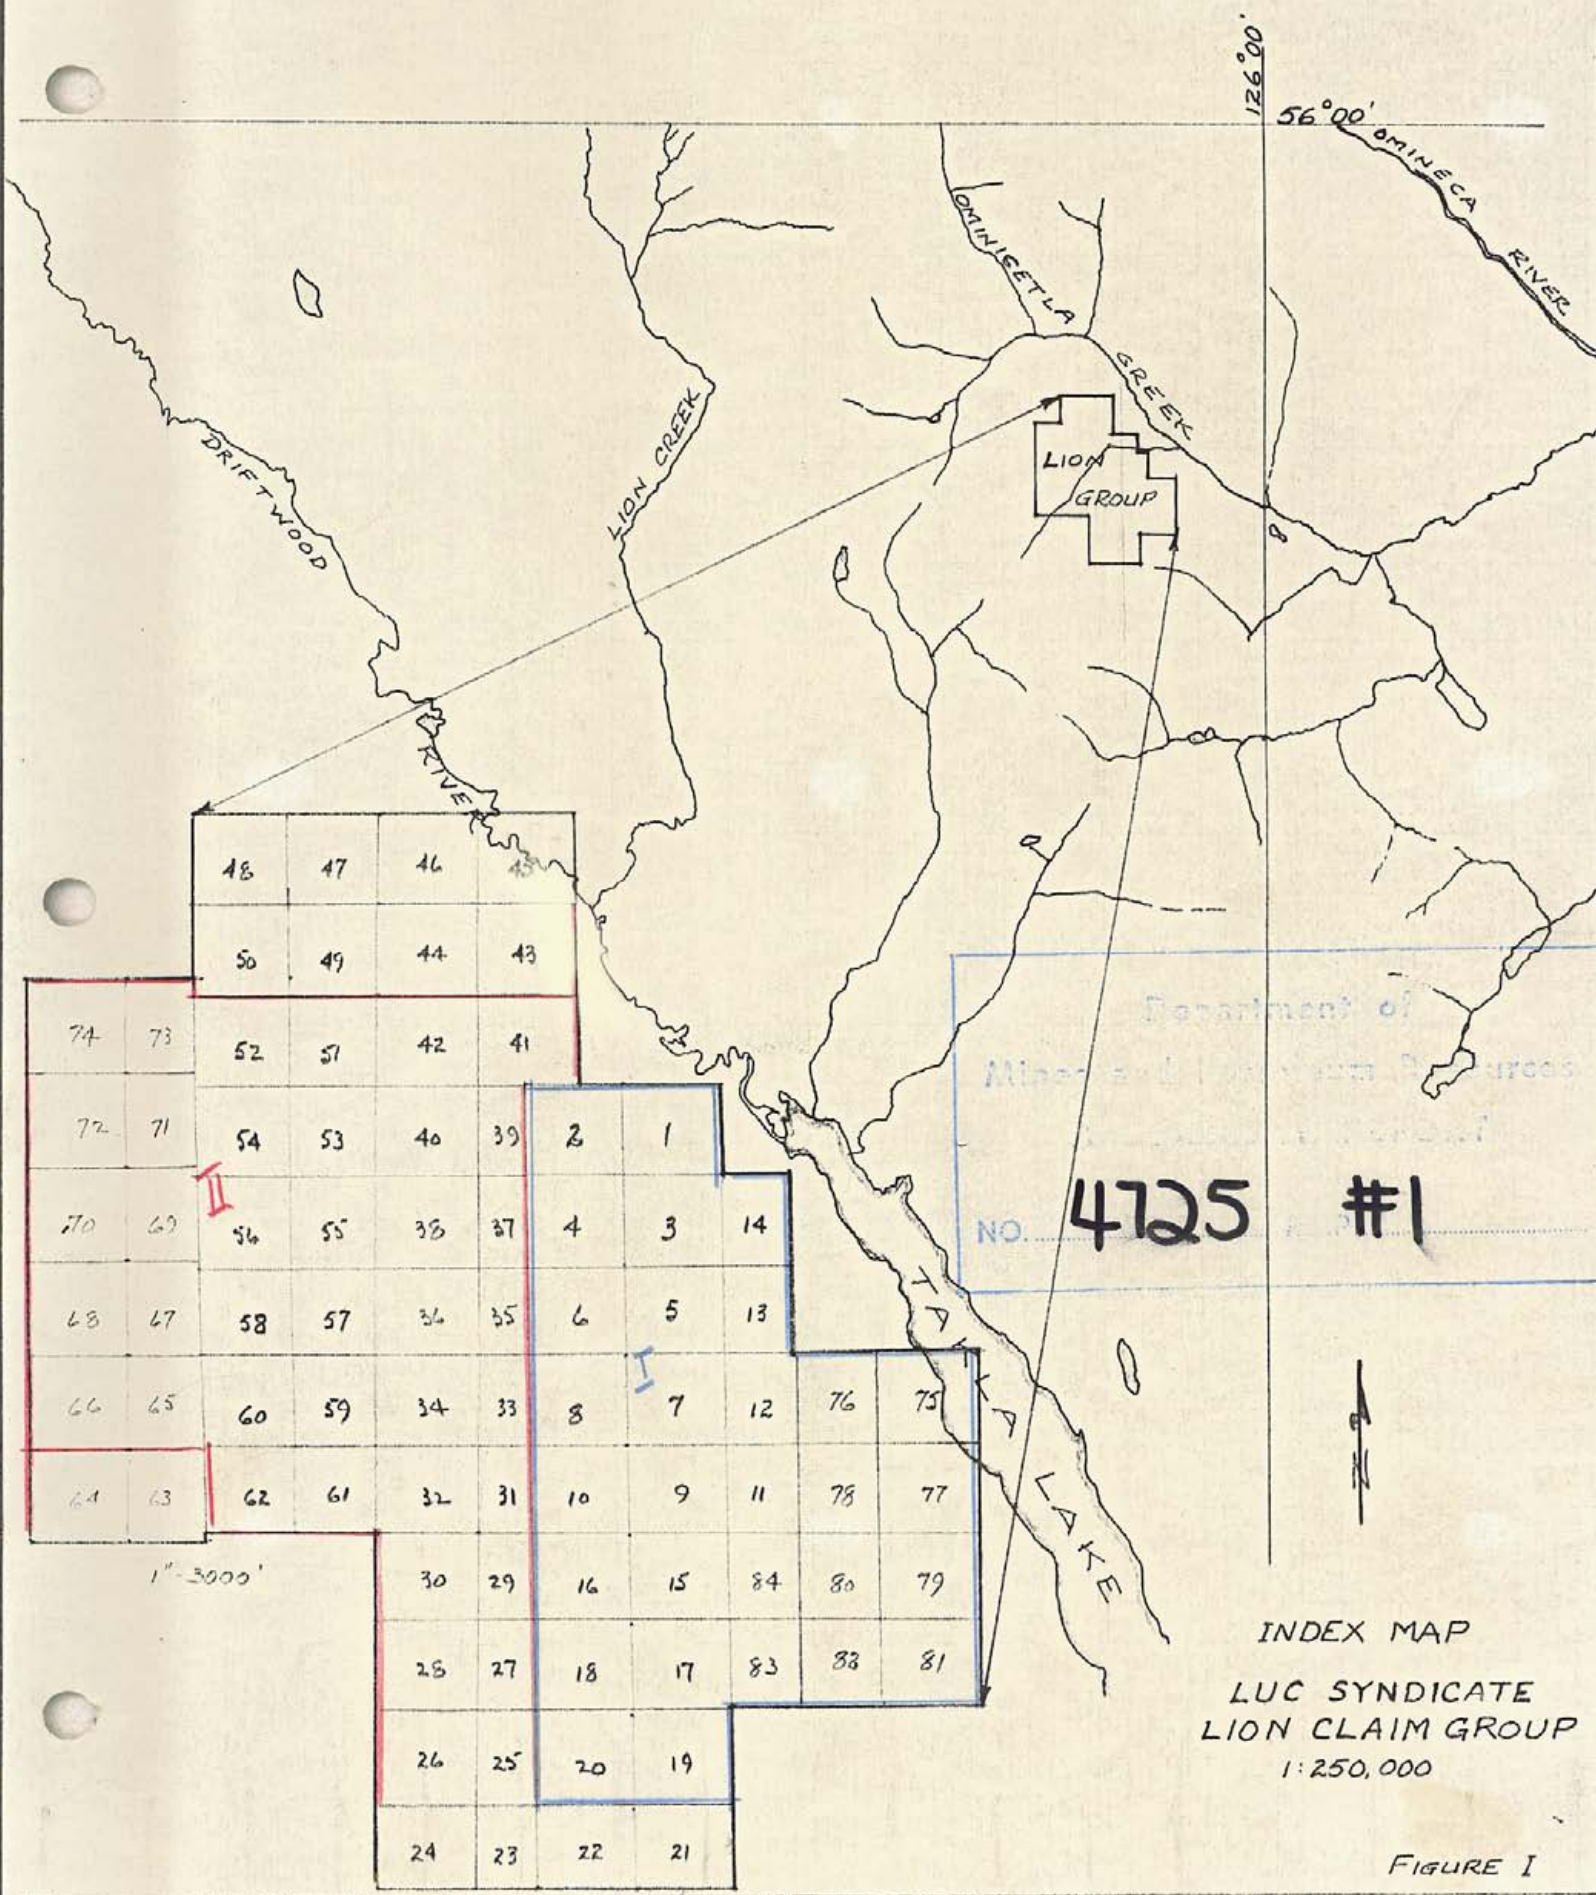 126°00'
56°00'
OMINECA RIVER
OMINICETLA GREEK
LION CREEK
DRIFTWOOD RIVER
LION
GROUP
48 47 46 45
50 49 44 43
74 73 52 51 42 41
72 71 54 53 40 39 2 1
II
70 69 56 55 38 37 4 3 14
68 67 58 57 36 35 6 5 13
I
66 65 60 59 34 33 8 7 12 76 75
64 63 62 61 32 31 10 9 11 78 77
1"-3000'
30 29 16 15 84 80 79
28 27 18 17 83 82 81
26 25 20 19
24 23 22 21
TAKLA LAKE
Department of
NO. 4725 #1
N
INDEX MAP
LUC SYNDICATE
LION CLAIM GROUP
1:250,000
FIGURE I